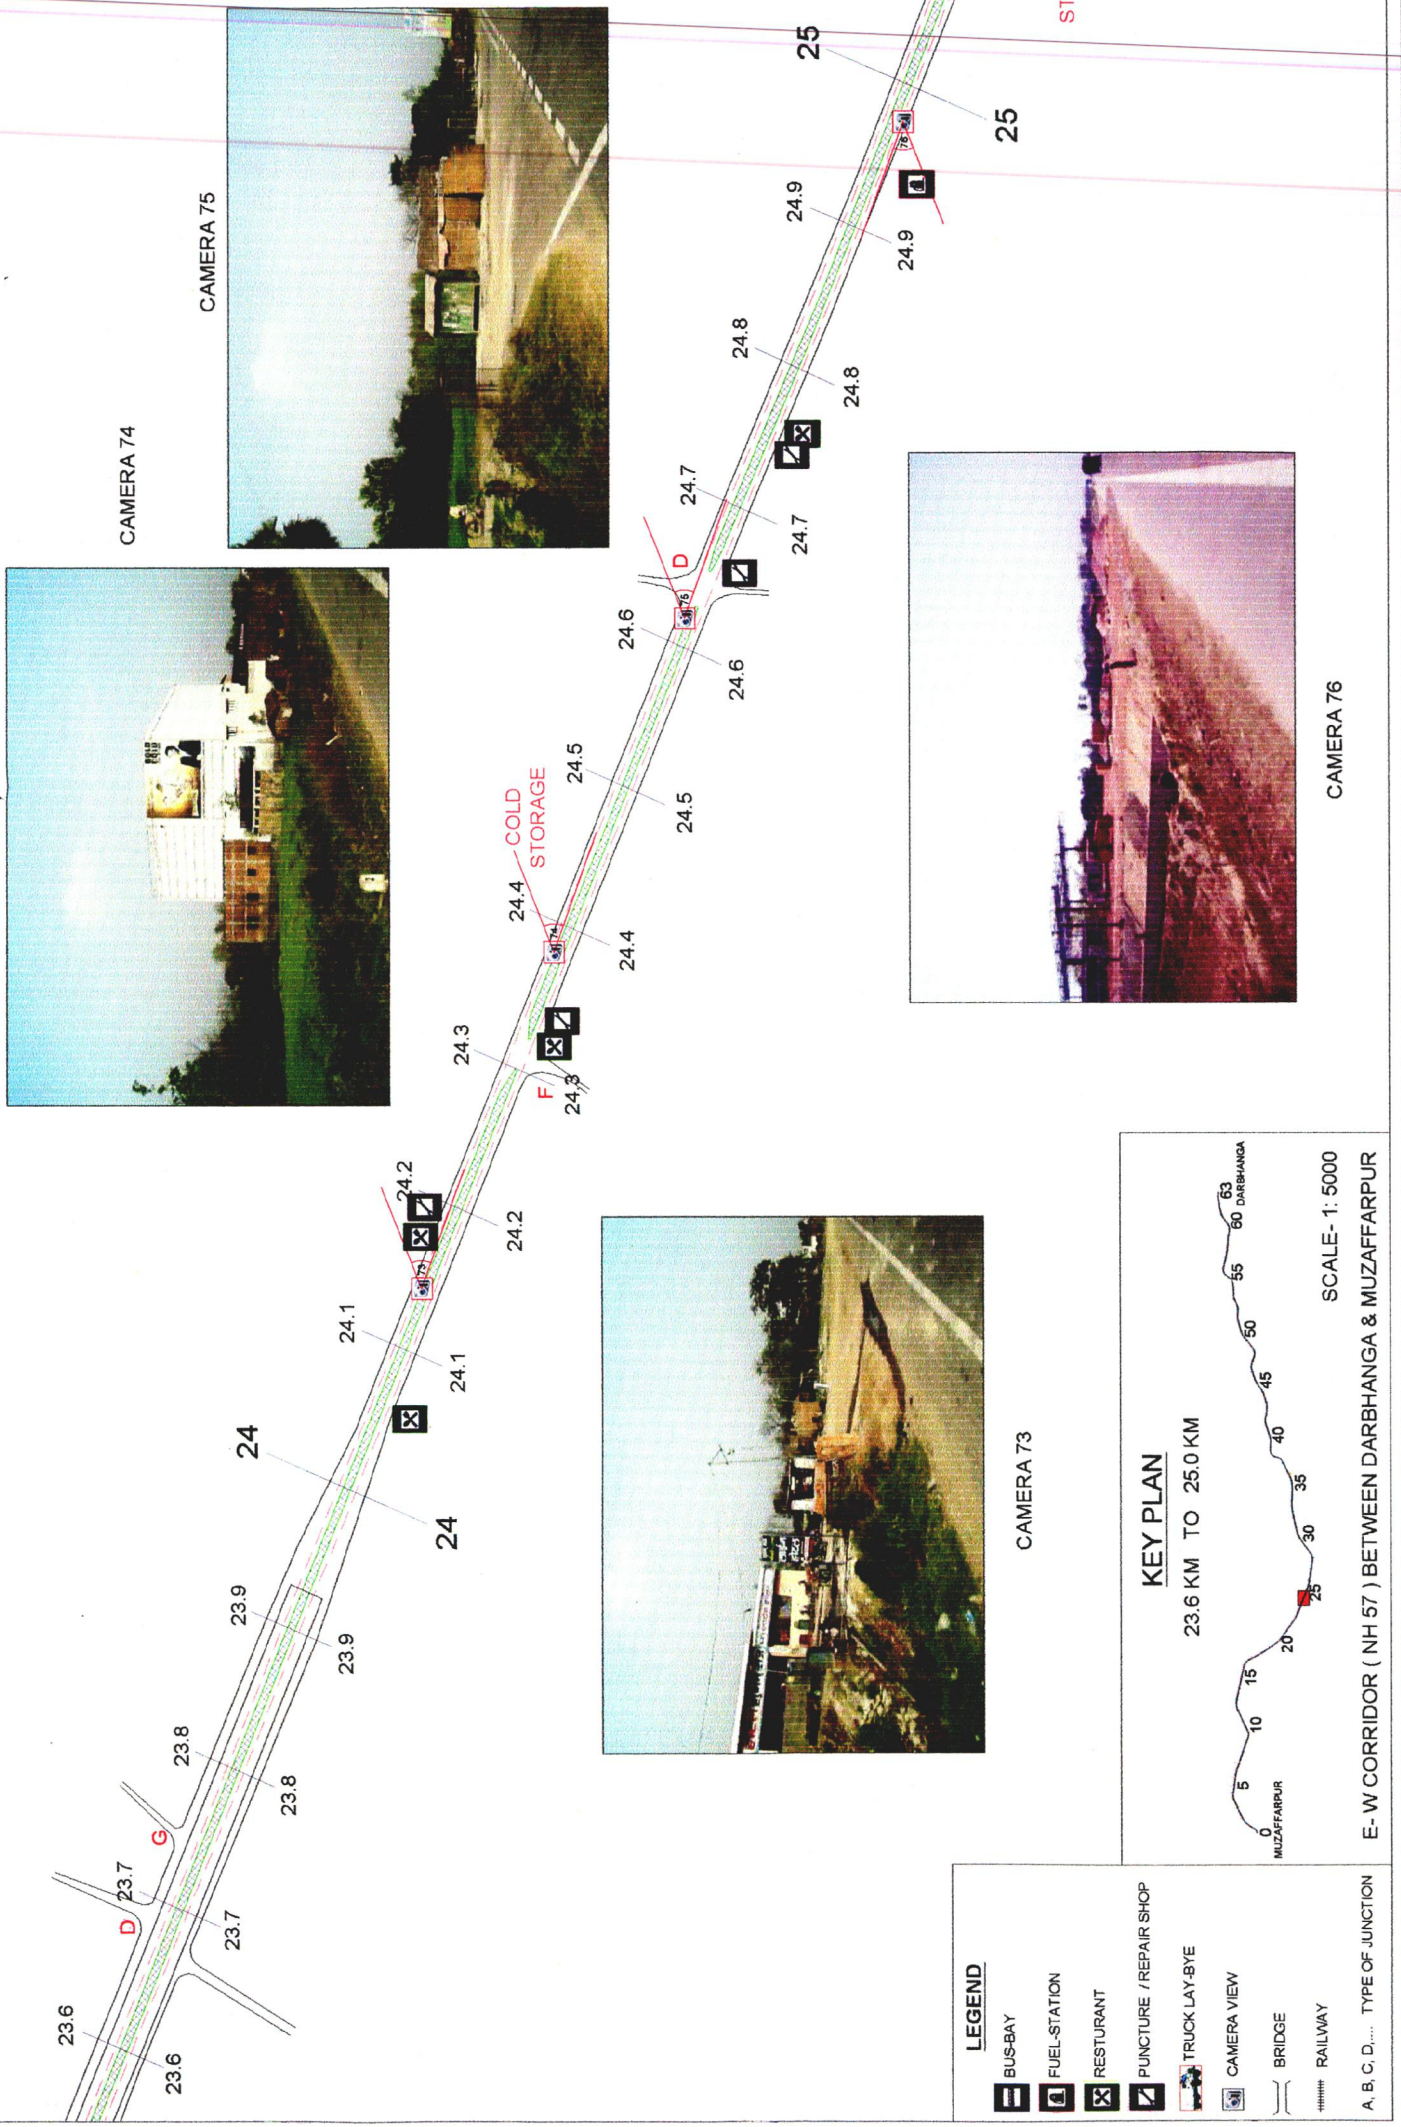 CAMERA 74
CAMERA 75
23.6
23.6
D
23.7
23.7
G
23.8
23.8
23.9
23.9
24
24
24.1
24.1
73
24.2
24.2
24.3
24.3
F
74
24.4
24.4
COLD
STORAGE
24.5
24.5
24.6
24.6
75
D
24.7
24.7
24.8
24.8
24.9
24.9
76
25
25
ST
CAMERA 73
CAMERA 76
LEGEND
BUS-BAY
FUEL-STATION
RESTURANT
PUNCTURE / REPAIR SHOP
TRUCK LAY-BYE
CAMERA VIEW
BRIDGE
RAILWAY
A, B, C, D,.... TYPE OF JUNCTION
KEY PLAN
23.6 KM TO 25.0 KM
0
MUZAFFARPUR
5
10
15
20
25
30
35
40
45
50
55
60
63
DARBHANGA
SCALE- 1: 5000
E- W CORRIDOR ( NH 57 ) BETWEEN DARBHANGA & MUZAFFARPUR